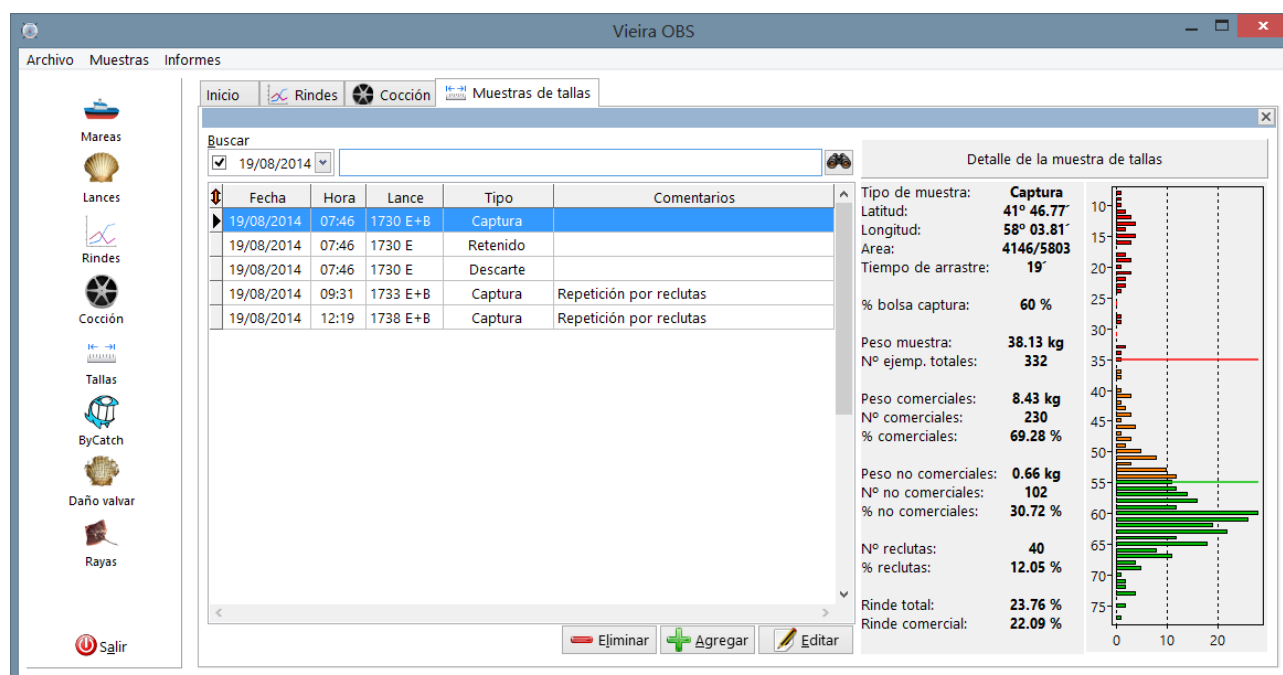 Vieira OBS
Archivo Muestras Informes
Mareas
Lances
Rindes
Cocción
Tallas
ByCatch
Daño valvar
Rayas
Salir
Inicio Rindes Cocción Muestras de tallas
Buscar
19/08/2014
Fecha Hora Lance Tipo Comentarios
19/08/2014 07:46 1730 E+B Captura
19/08/2014 07:46 1730 E Retenido
19/08/2014 07:46 1730 E Descarte
19/08/2014 09:31 1733 E+B Captura Repetición por reclutas
19/08/2014 12:19 1738 E+B Captura Repetición por reclutas
Eliminar Agregar Editar
Detalle de la muestra de tallas
Tipo de muestra: Captura
Latitud: 41º 46.77´
Longitud: 58º 03.81´
Area: 4146/5803
Tiempo de arrastre: 19´
% bolsa captura: 60 %
Peso muestra: 38.13 kg
Nº ejemp. totales: 332
Peso comerciales: 8.43 kg
Nº comerciales: 230
% comerciales: 69.28 %
Peso no comerciales: 0.66 kg
Nº no comerciales: 102
% no comerciales: 30.72 %
Nº reclutas: 40
% reclutas: 12.05 %
Rinde total: 23.76 %
Rinde comercial: 22.09 %
10
15
20
25
30
35
40
45
50
55
60
65
70
75
0 10 20